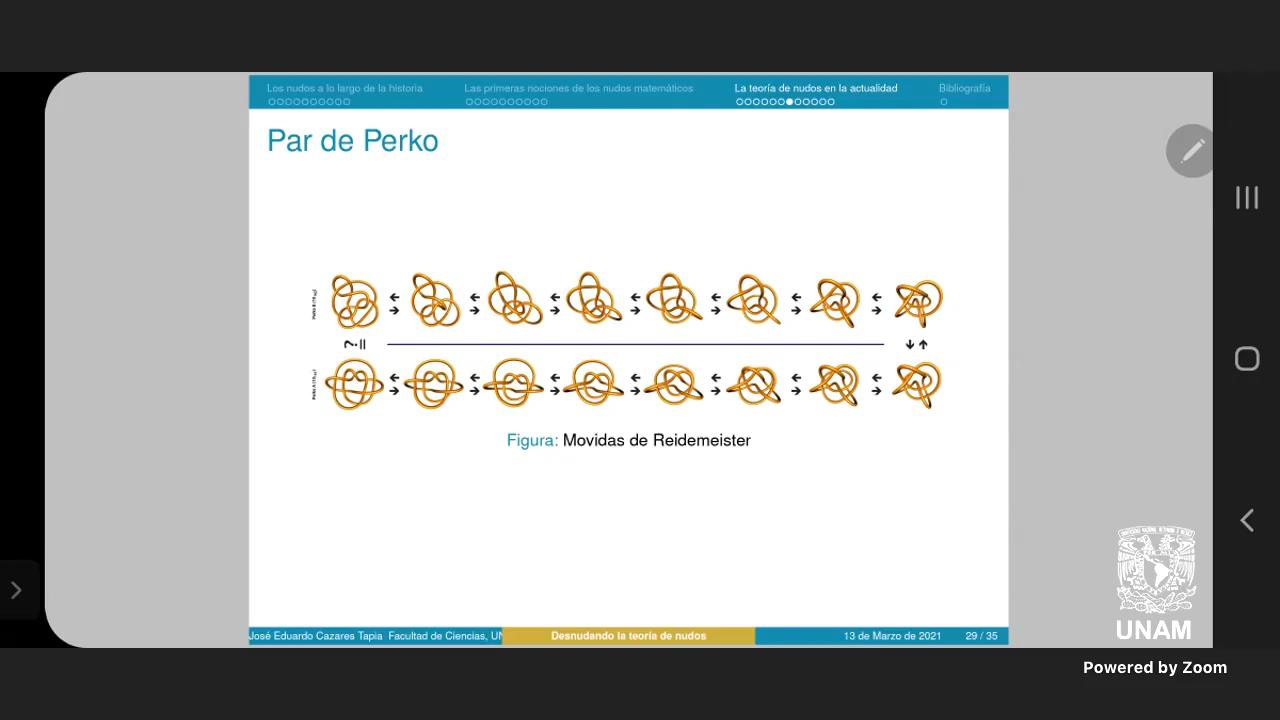 Los nudos a lo largo de la historia
Las primeras nociones de los nudos matemáticos
La teoría de nudos en la actualidad
Bibliografía
Par de Perko
Figura: Movidas de Reidemeister
José Eduardo Cazares Tapia Facultad de Ciencias, UN
Desnudando la teoría de nudos
13 de Marzo de 2021 29 / 35
UNAM
Powered by Zoom